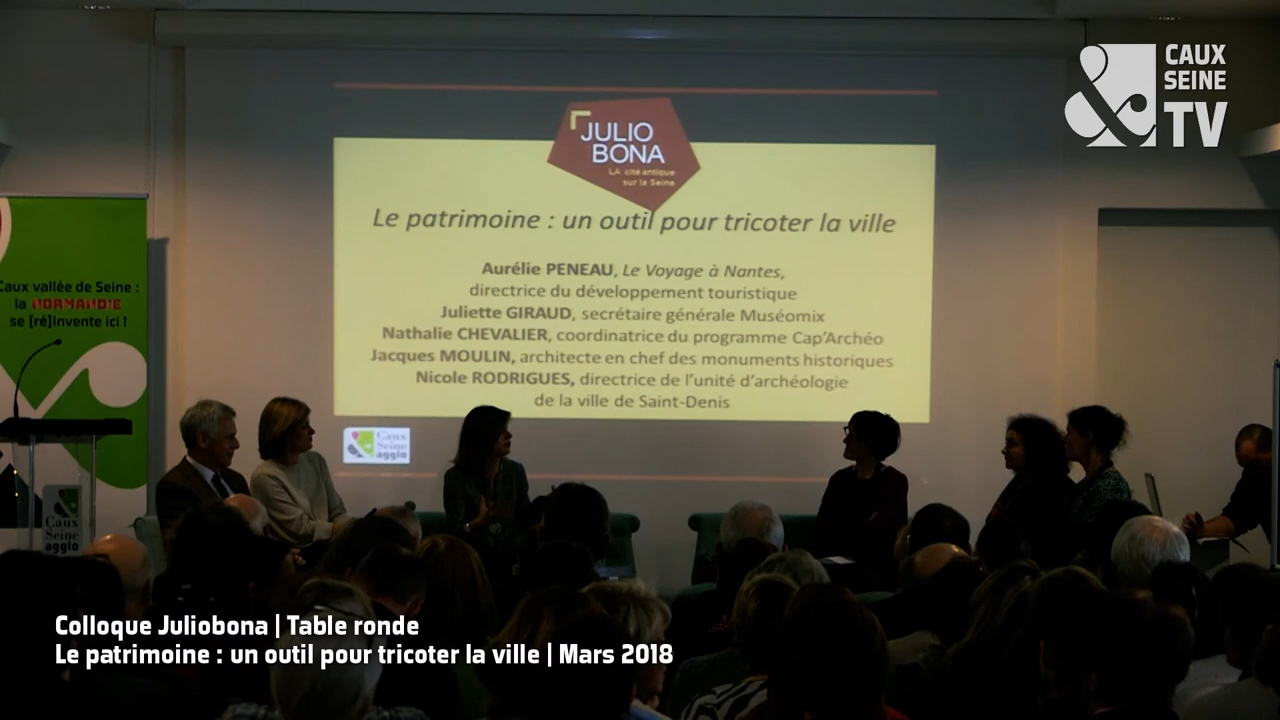 CAUX
SEINE
TV
JULIO
BONA
LA cité antique
sur la Seine
Le patrimoine : un outil pour tricoter la ville
Aurélie PENEAU, Le Voyage à Nantes,
directrice du développement touristique
Juliette GIRAUD, secrétaire générale Muséomix
Nathalie CHEVALIER, coordinatrice du programme Cap'Archéo
Jacques MOULIN, architecte en chef des monuments historiques
Nicole RODRIGUES, directrice de l'unité d'archéologie
de la ville de Saint-Denis
Caux
Seine
agglo
Caux vallée de Seine :
la NORMANDIE
se [ré]invente ici !
Caux
Seine
agglo
Colloque Juliobona | Table ronde
Le patrimoine : un outil pour tricoter la ville | Mars 2018